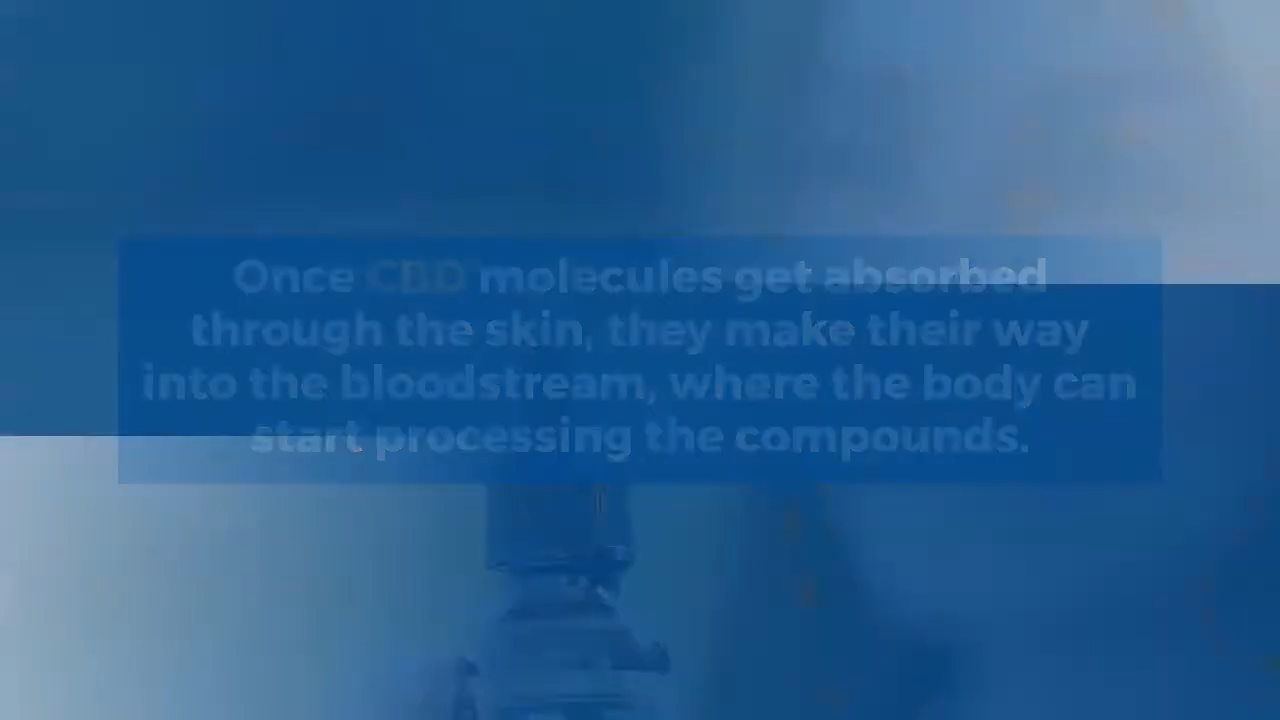 Once CBD molecules get absorbed
through the skin, they make their way
into the bloodstream, where the body can
start processing the compounds.